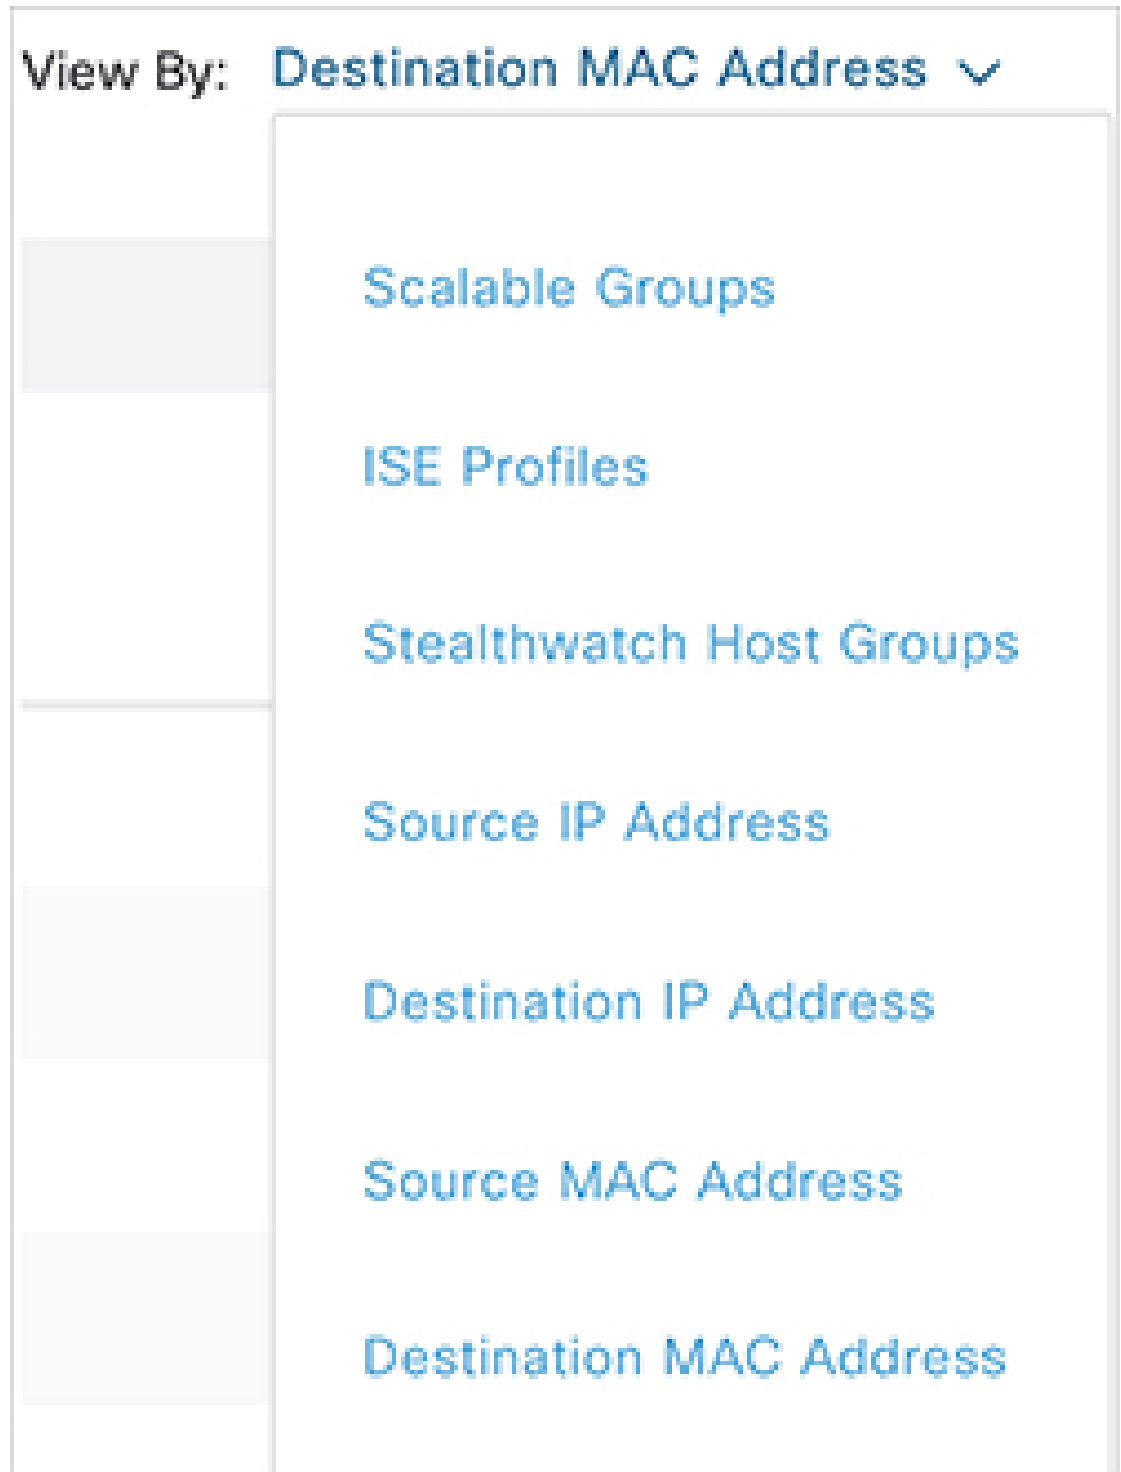 View By: Destination MAC Address
Scalable Groups
ISE Profiles
Stealthwatch Host Groups
Source IP Address
Destination IP Address
Source MAC Address
Destination MAC Address